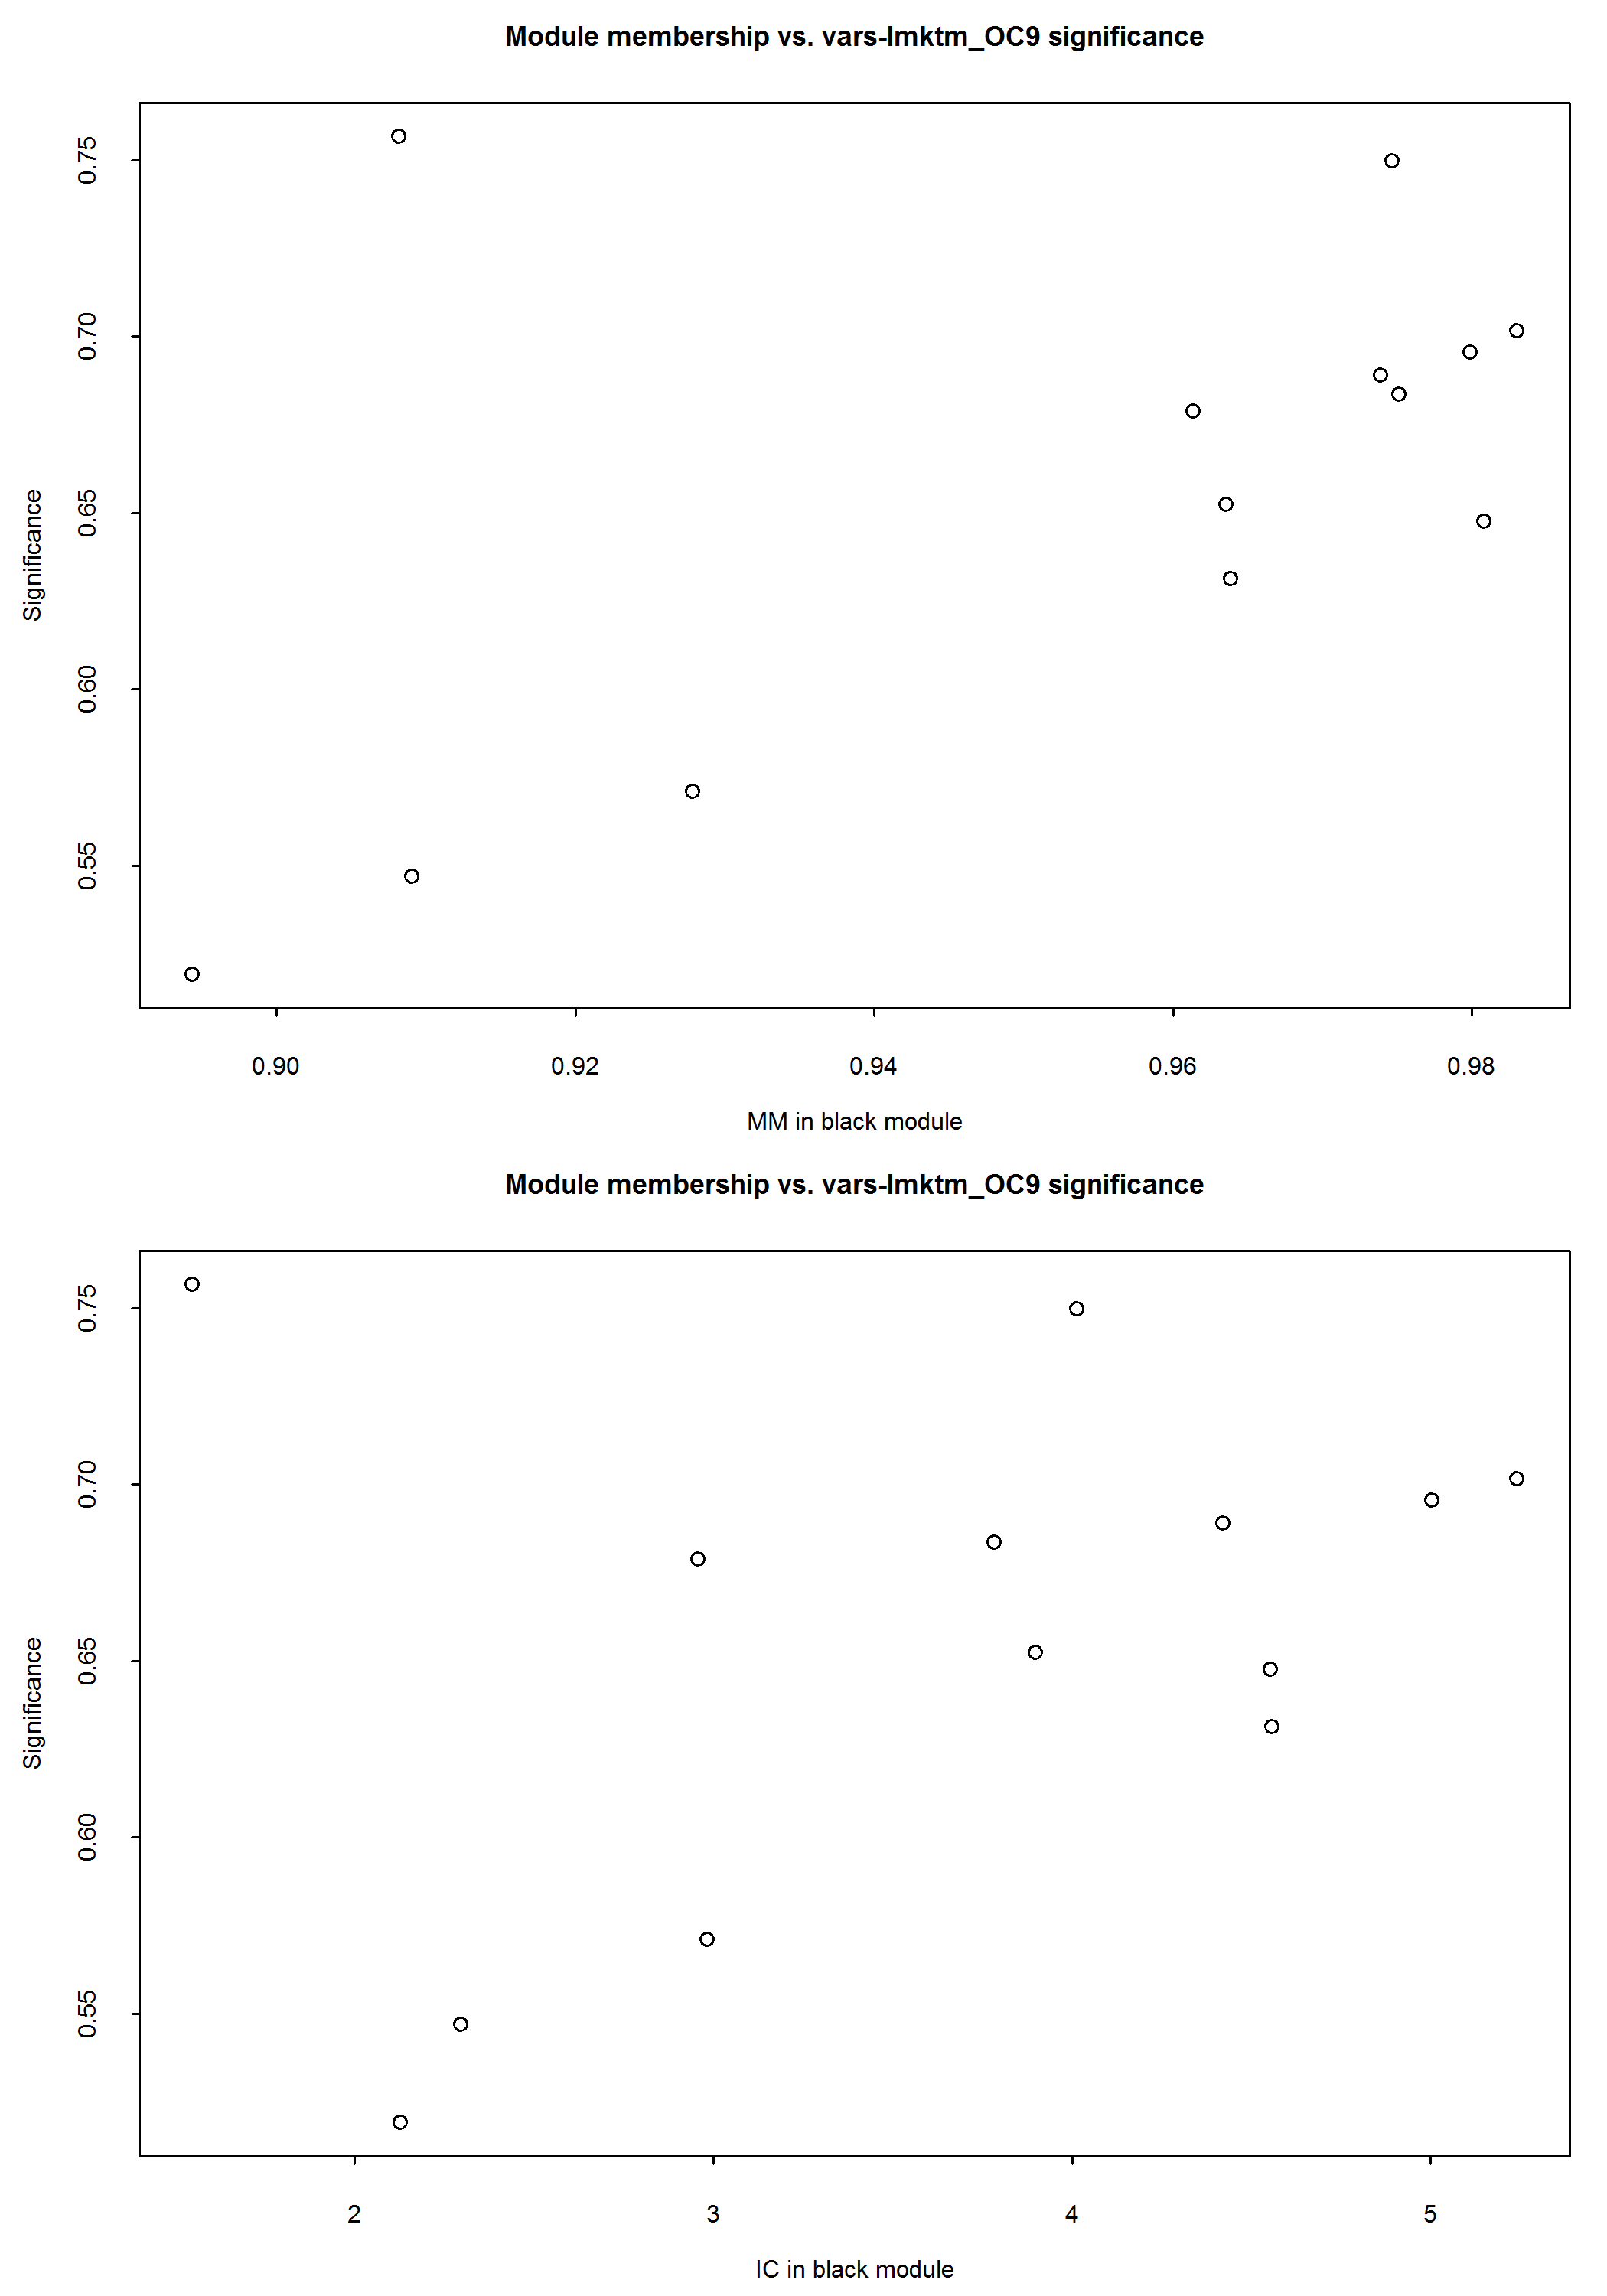 Module membership vs. vars-lmktm_OC9 significance
0.75
0.70
0.65
0.60
0.55
Significance
0.90 0.92 0.94 0.96 0.98
MM in black module
Module membership vs. vars-lmktm_OC9 significance
0.75
0.70
0.65
0.60
0.55
Significance
2 3 4 5
IC in black module